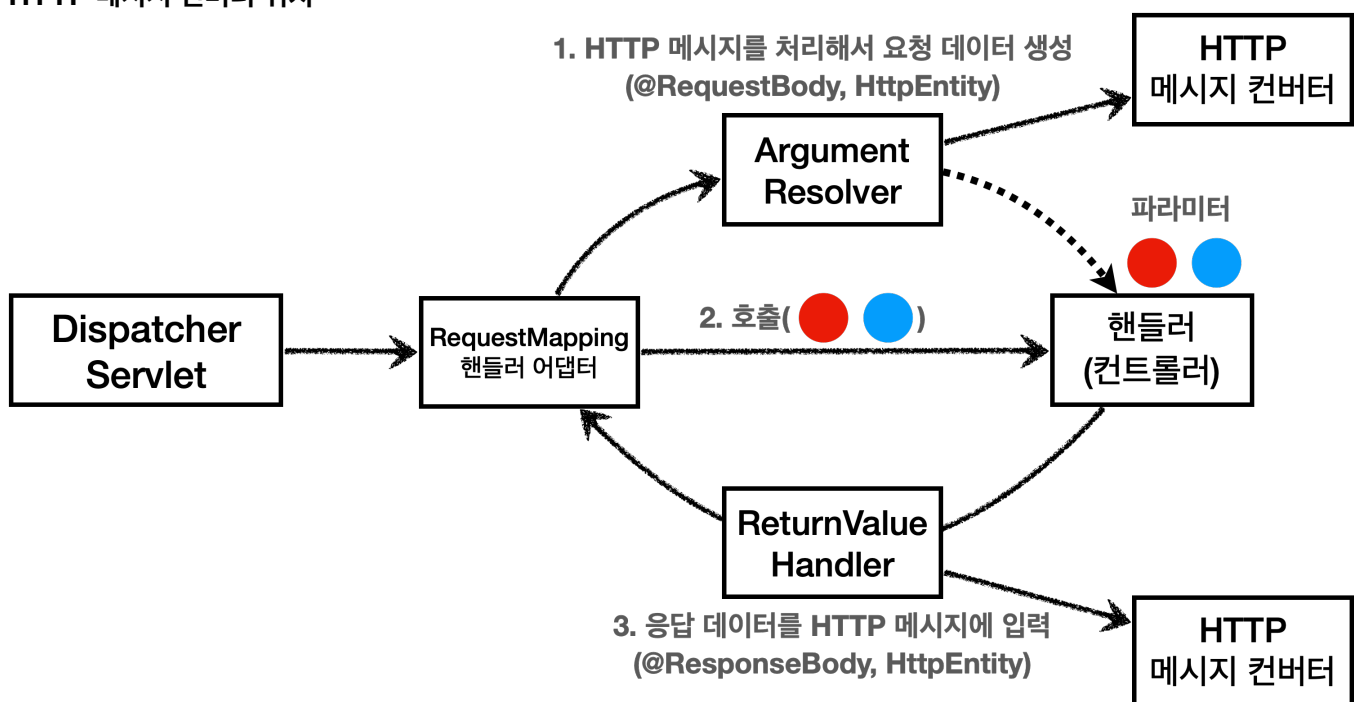 1. HTTP 메시지를 처리해서 요청 데이터 생성
(@RequestBody, HttpEntity)
HTTP
메시지 컨버터
Argument
Resolver
파라미터
Dispatcher
Servlet
RequestMapping
핸들러 어댑터
2. 호출( )
핸들러
(컨트롤러)
ReturnValue
Handler
3. 응답 데이터를 HTTP 메시지에 입력
(@ResponseBody, HttpEntity)
HTTP
메시지 컨버터